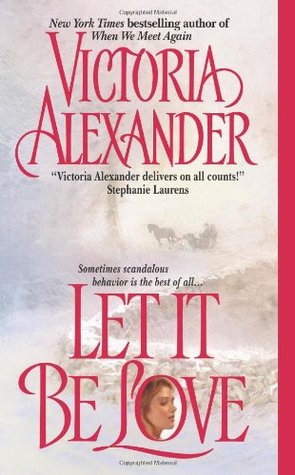 New York Times bestselling author of
When We Meet Again
VICTORIA
ALEXANDER
"Victoria Alexander delivers on all counts!"
Stephanie Laurens
Sometimes scandalous
behavior is the best of all...
LET IT
BE LOVE